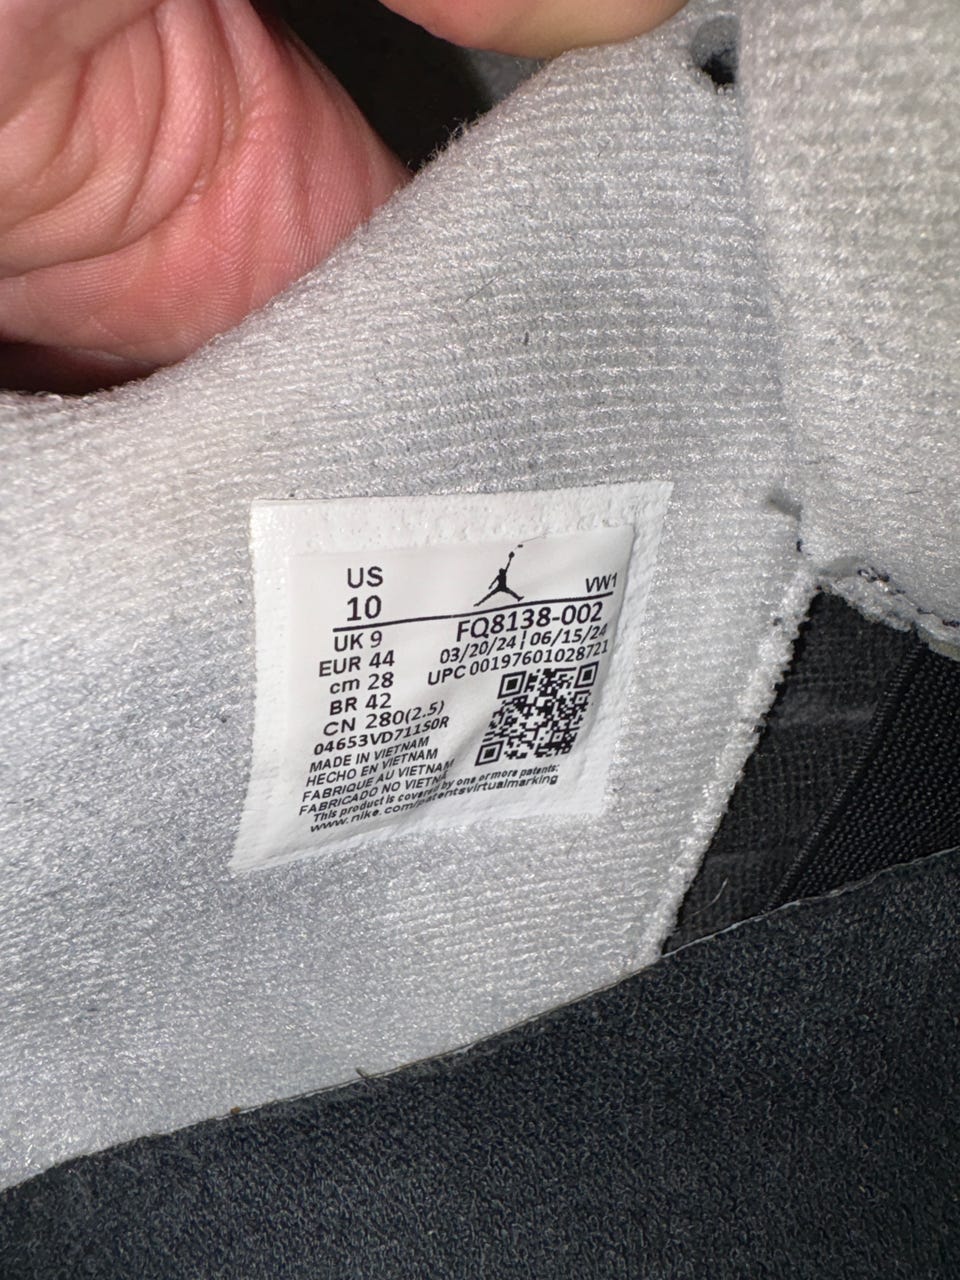 US
10
VW1
UK 9
FQ8138-002
EUR 44
03/20/24 | 06/15/24
cm 28
UPC 00197601028721
BR 42
CN 280(2.5)
04653VD711S0R
MADE IN VIETNAM
HECHO EN VIETNAM
FABRIQUE AU VIETNAM
FABRICADO NO VIETNA
This product is covered by one or more patents:
www.nike.com/patentsvirtualmarking